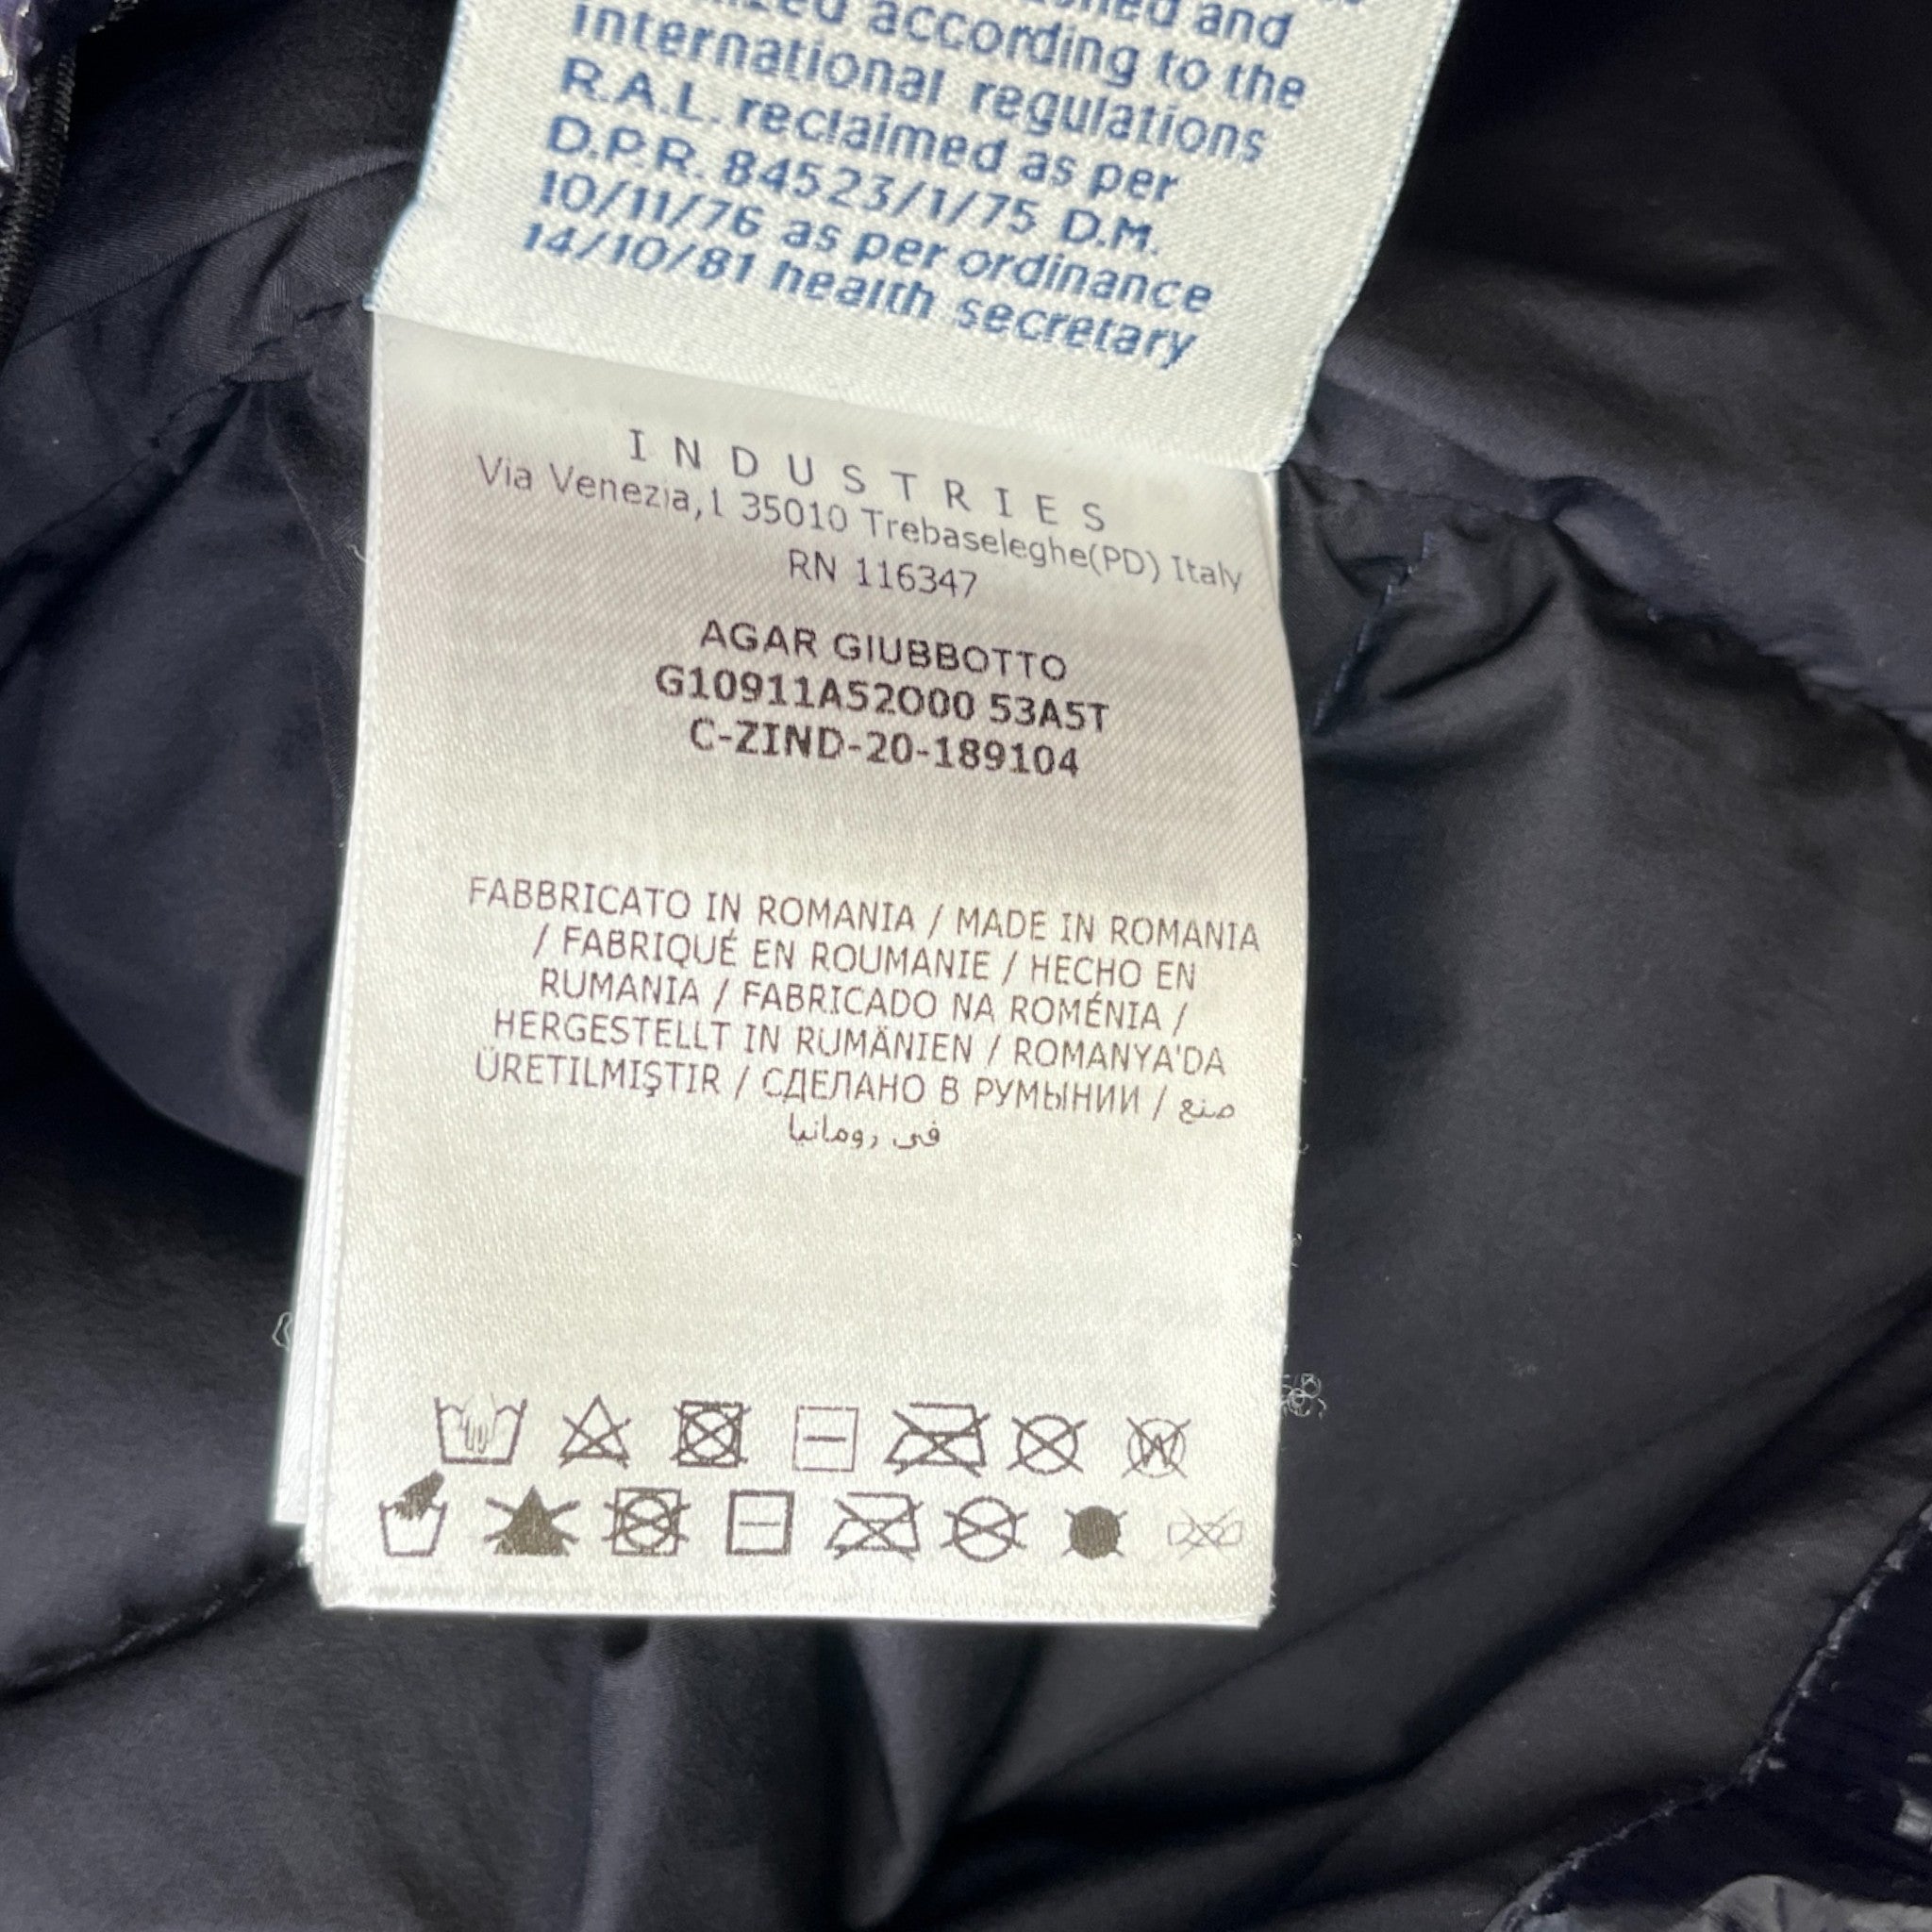 and
according to the
international regulations
R.A.L. reclaimed as per
D.P.R. 84523/1/75 D.M.
10/11/76 as per ordinance
14/10/81 health secretary
INDUSTRIES
Via Venezia,1 35010 Trebaseleghe(PD) Italy
RN 116347
AGAR GIUBBOTTO
G10911A52O00 53A5T
C-ZIND-20-189104
FABBRICATO IN ROMANIA / MADE IN ROMANIA
/ FABRIQUÉ EN ROUMANIE / HECHO EN
RUMANIA / FABRICADO NA ROMÉNIA /
HERGESTELLT IN RUMÄNIEN / ROMANYA'DA
ÜRETILMIŞTIR / СДЕЛАНО В РУМЫНИИ / صنع
في رومانيا
W